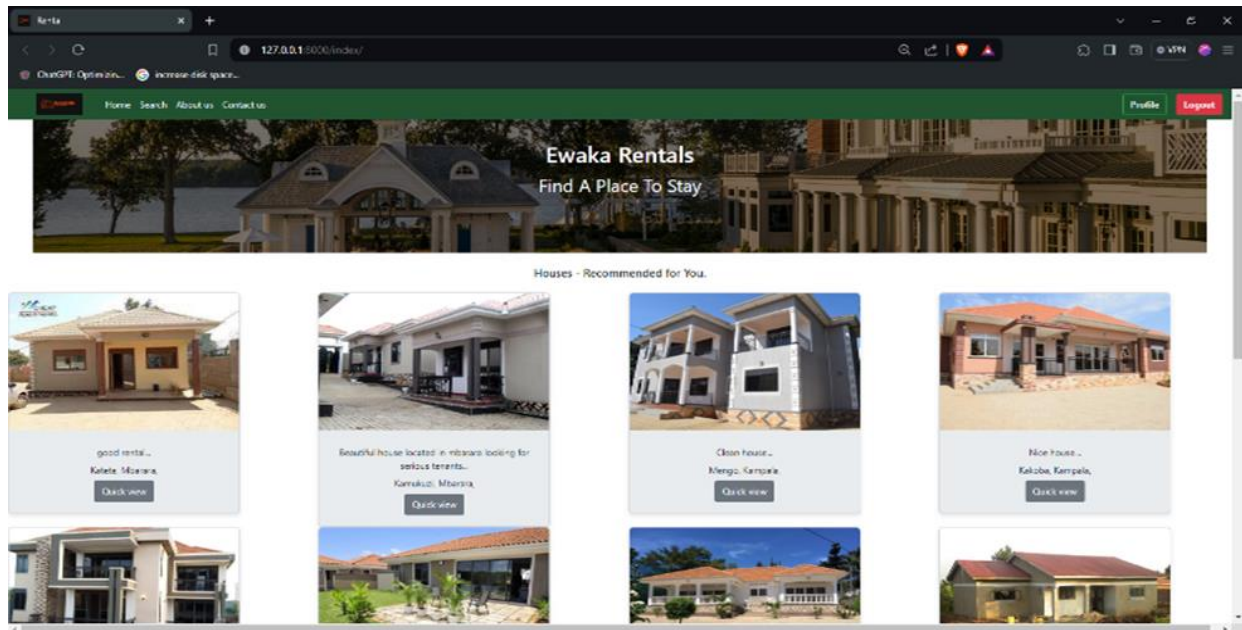 Renta
127.0.0.1:8000/index/
VPN
ChatGPT: Optimizin...
increase disk space...
Home Search About us Contact us
Profile Logout
Ewaka Rentals
Find A Place To Stay
Houses - Recommended for You.
good rental...
Katete, Mbarara,
Quick view
Beautiful house located in mbarara looking for
serious tenants...
Kamukuzi, Mbarara,
Quick view
Clean house...
Mengo, Kampala,
Quick view
Nice house...
Kakoba, Kampala,
Quick view